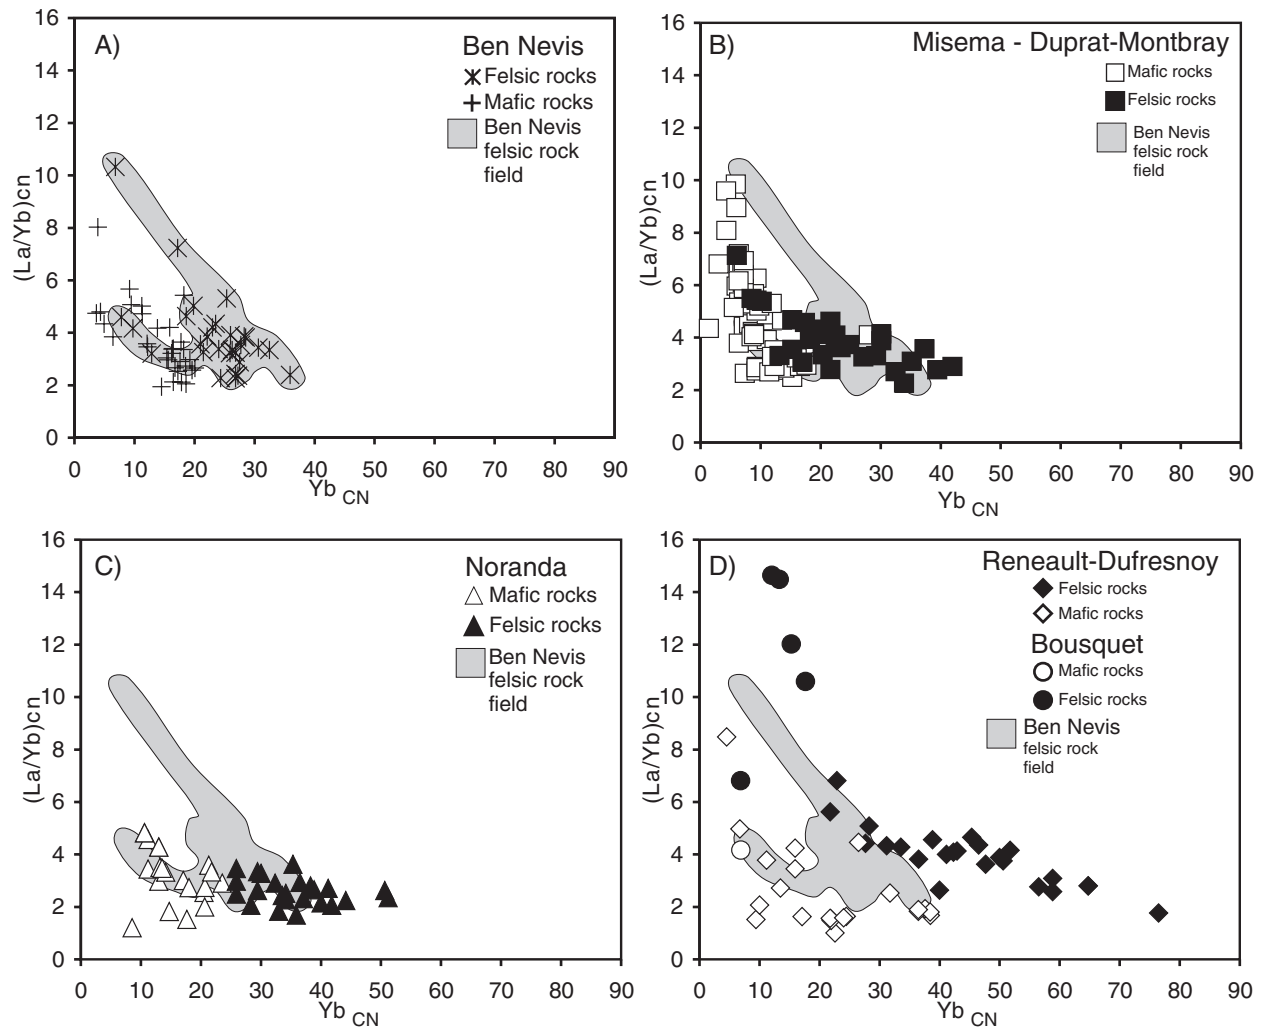 A)
Ben Nevis
Felsic rocks
Mafic rocks
Ben Nevis
felsic rock
field
16
14
12
10
8
6
4
2
0
(La/Yb)cn
0 10 20 30 40 50 60 70 80 90
Yb CN
B)
Misema - Duprat-Montbray
Mafic rocks
Felsic rocks
Ben Nevis
felsic rock
field
16
14
12
10
8
6
4
2
0
(La/Yb)cn
0 10 20 30 40 50 60 70 80 90
Yb CN
C)
Noranda
Mafic rocks
Felsic rocks
Ben Nevis
felsic rock
field
16
14
12
10
8
6
4
2
0
(La/Yb)cn
0 10 20 30 40 50 60 70 80 90
Yb CN
D)
Reneault-Dufresnoy
Felsic rocks
Mafic rocks
Bousquet
Mafic rocks
Felsic rocks
Ben Nevis
felsic rock
field
16
14
12
10
8
6
4
2
0
(La/Yb)cn
0 10 20 30 40 50 60 70 80 90
Yb CN